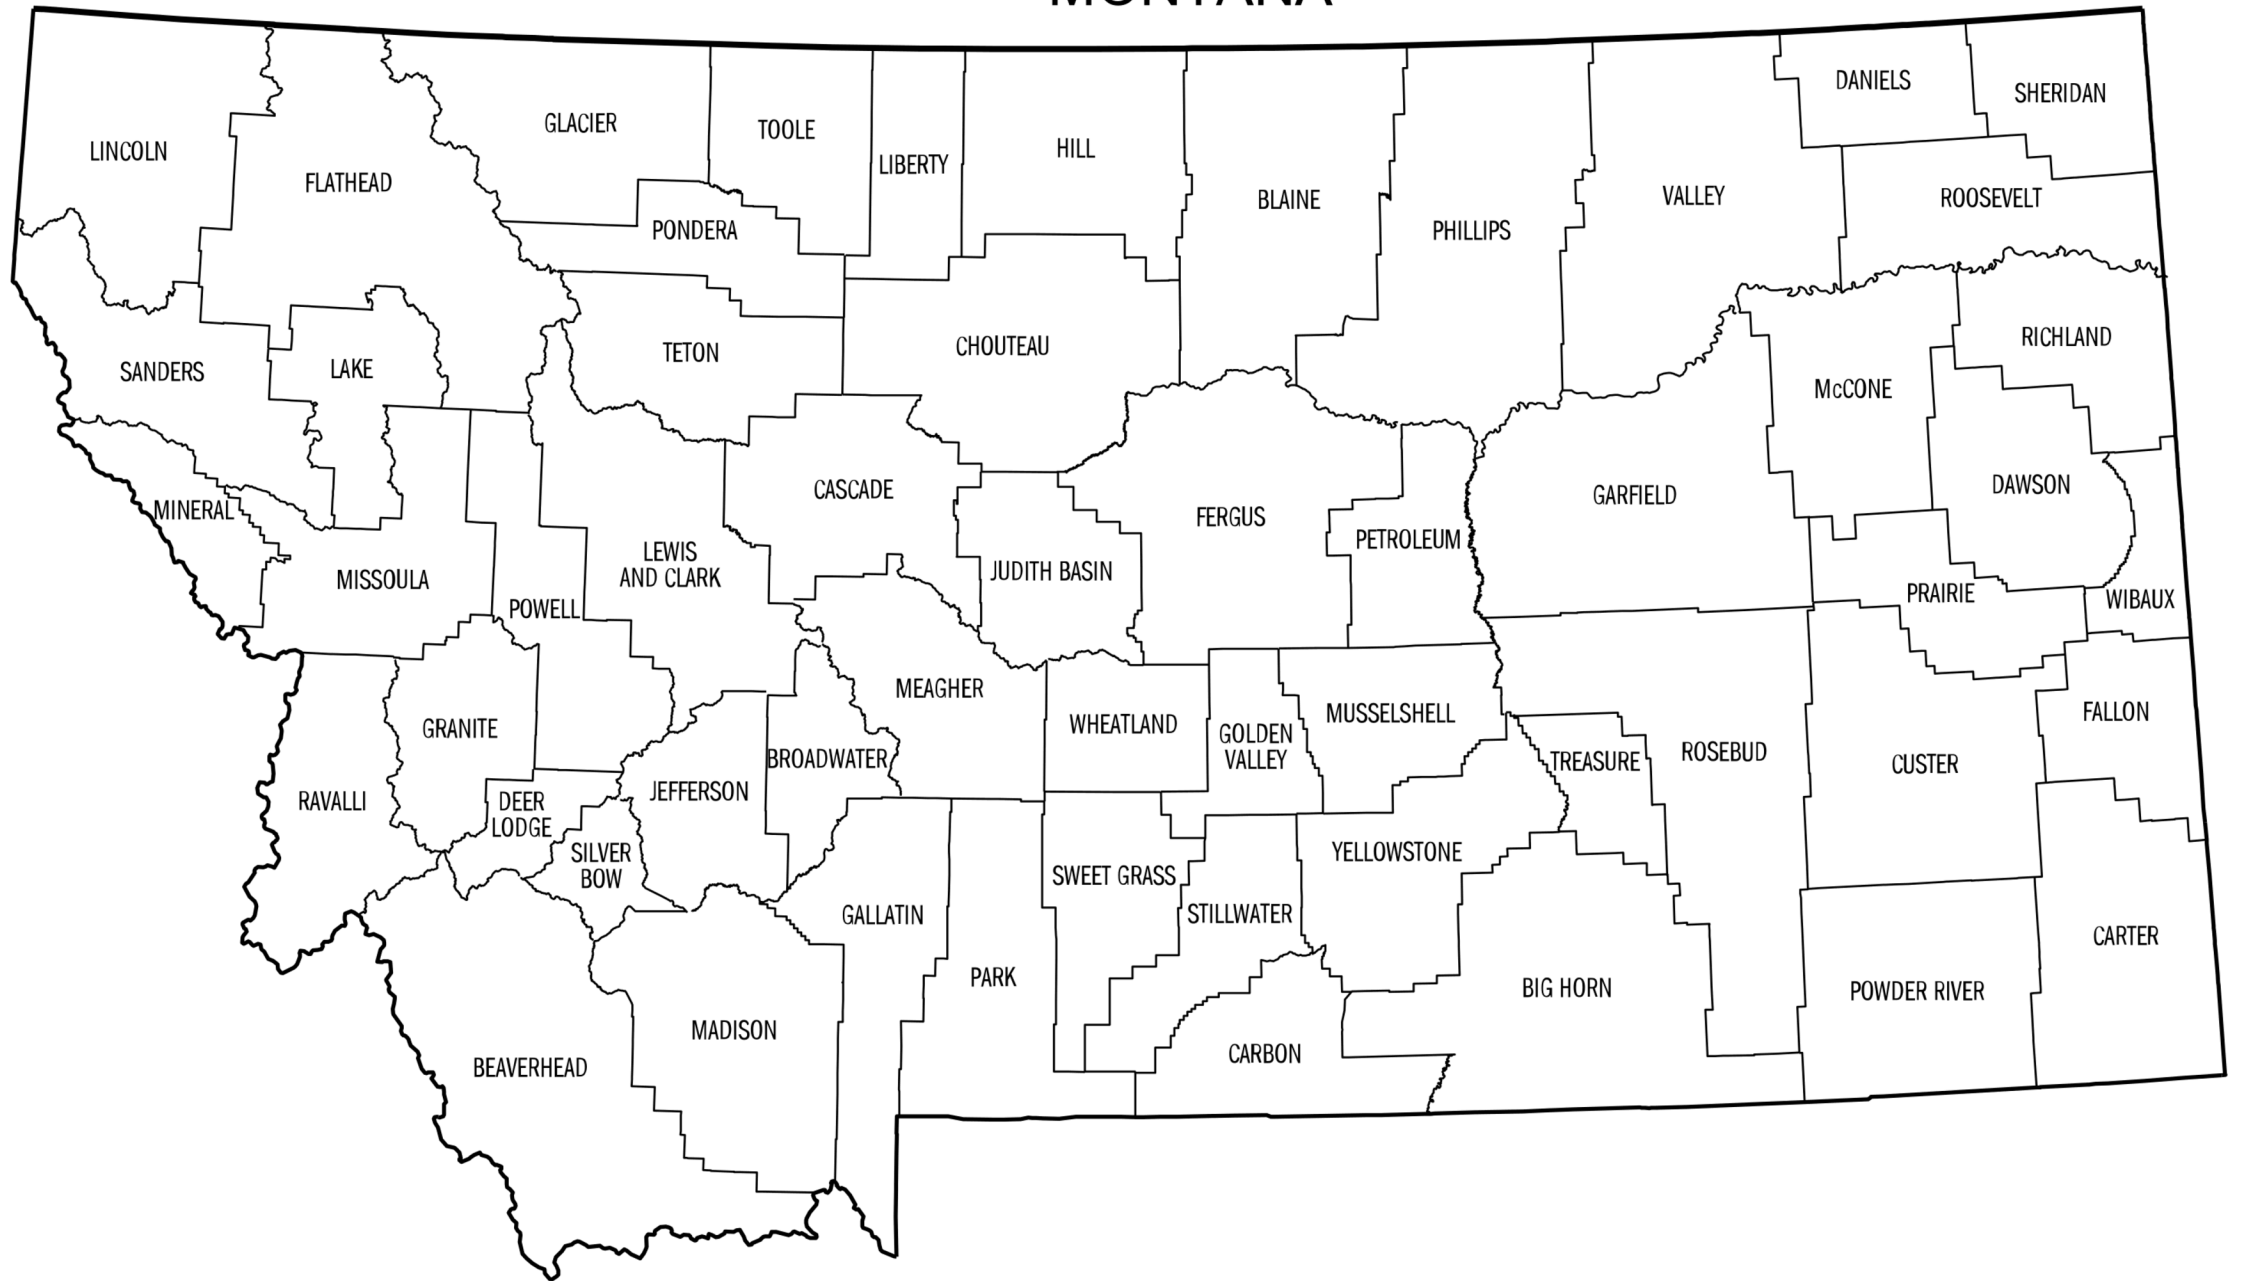 MONTANA
DANIELS
SHERIDAN
GLACIER
TOOLE
LINCOLN
HILL
LIBERTY
FLATHEAD
VALLEY
ROOSEVELT
BLAINE
PONDERA
PHILLIPS
RICHLAND
CHOUTEAU
TETON
LAKE
SANDERS
McCONE
DAWSON
CASCADE
GARFIELD
MINERAL
FERGUS
PETROLEUM
LEWIS
AND CLARK
JUDITH BASIN
MISSOULA
PRAIRIE
WIBAUX
POWELL
MEAGHER
FALLON
MUSSELSHELL
WHEATLAND
GRANITE
GOLDEN
VALLEY
ROSEBUD
BROADWATER
TREASURE
CUSTER
JEFFERSON
RAVALLI
DEER
LODGE
SILVER
BOW
YELLOWSTONE
SWEET GRASS
STILLWATER
GALLATIN
CARTER
PARK
BIG HORN
POWDER RIVER
MADISON
CARBON
BEAVERHEAD